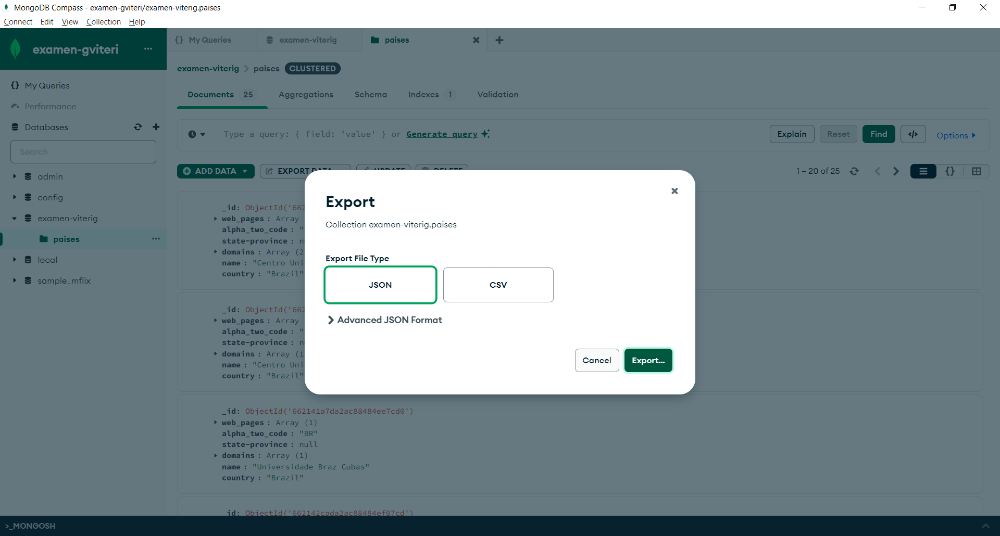 MongoDB Compass - examen-gviteri/examen-viterig.paises
Connect Edit View Collection Help
examen-gviteri ...
My Queries
Performance
Databases
Search
admin
config
examen-viterig
paises ...
local
sample_mflix
{} My Queries examen-viterig paises
examen-viterig > paises CLUSTERED
Documents 25 Aggregations Schema Indexes 1 Validation
Type a query: { field: 'value' } or Generate query
Explain Reset Find </> Options
ADD DATA EXPORT DATA UPDATE DELETE
1 – 20 of 25 {}
_id: ObjectId('662
web_pages : Array
alpha_two_code : "
state-province : n
domains : Array (2
name : "Centro Uni
country : "Brazil"
_id: ObjectId('662
web_pages : Array
alpha_two_code : "
state-province : n
domains : Array (1
name : "Centro Uni
country : "Brazil"
_id: ObjectId('662141a7da2ac88484ee7cd0')
web_pages : Array (1)
alpha_two_code : "BR"
state-province : null
domains : Array (1)
name : "Universidade Braz Cubas"
country : "Brazil"
_id: ObjectId('662142cada2ac88484ef07cd')
Export
Collection examen-viterig.paises
Export File Type
JSON CSV
Advanced JSON Format
Cancel Export...
>_MONGOSH